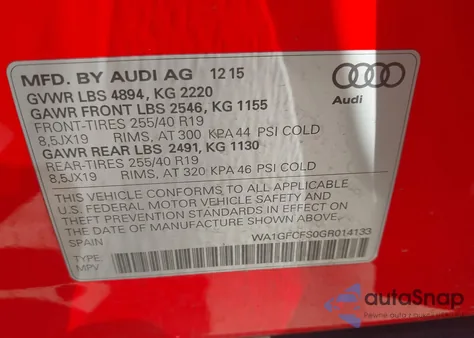 MFD. BY AUDI AG 12 15
GVWR LBS 4894, KG 2220
GAWR FRONT LBS 2546, KG 1155
FRONT-TIRES 255/40 R19
8,5JX19 RIMS, AT 300 KPA 44 PSI COLD
GAWR REAR LBS 2491, KG 1130
REAR-TIRES 255/40 R19
8,5JX19 RIMS, AT 320 KPA 46 PSI COLD
Audi
THIS VEHICLE CONFORMS TO ALL APPLICABLE
U.S. FEDERAL MOTOR VEHICLE SAFETY AND
THEFT PREVENTION STANDARDS IN EFFECT ON
THE DATE OF MANUFACTURE SHOWN ABOVE.
SPAIN
WA1GFCFS0GR014133
TYPE:
MPV
autoSnap
Pewne auto z USA